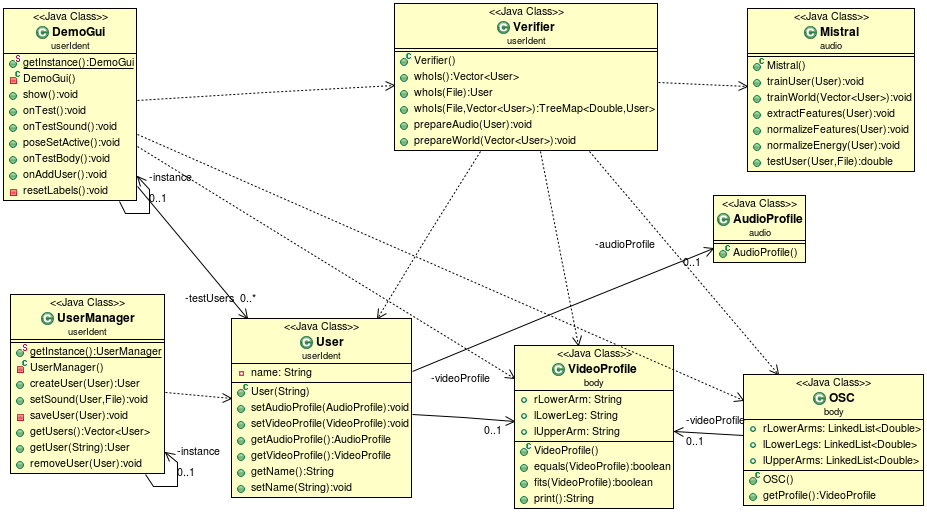 <<Java Class>>
DemoGui
userIdent
getInstance():DemoGui
DemoGui()
show():void
onTest():void
onTestSound():void
poseSetActive():void
onTestBody():void
onAddUser():void
resetLabels():void
-instance
0..1
<<Java Class>>
Verifier
userIdent
Verifier()
whoIs():Vector<User>
whoIs(File):User
whoIs(File,Vector<User>):TreeMap<Double,User>
prepareAudio(User):void
prepareWorld(Vector<User>):void
<<Java Class>>
Mistral
audio
Mistral()
trainUser(User):void
trainWorld(Vector<User>):void
extractFeatures(User):void
normalizeFeatures(User):void
normalizeEnergy(User):void
testUser(User,File):double
<<Java Class>>
AudioProfile
audio
AudioProfile()
-audioProfile
0..1
-testUsers 0..*
<<Java Class>>
UserManager
userIdent
getInstance():UserManager
UserManager()
createUser(User):User
setSound(User,File):void
saveUser(User):void
getUsers():Vector<User>
getUser(String):User
removeUser(User):void
-instance
0..1
<<Java Class>>
User
userIdent
name: String
User(String)
setAudioProfile(AudioProfile):void
setVideoProfile(VideoProfile):void
getAudioProfile():AudioProfile
getVideoProfile():VideoProfile
getName():String
setName(String):void
-videoProfile
0..1
<<Java Class>>
VideoProfile
body
rLowerArm: String
lLowerLeg: String
lUpperArm: String
VideoProfile()
equals(VideoProfile):boolean
fits(VideoProfile):boolean
print():String
-videoProfile
0..1
<<Java Class>>
OSC
body
rLowerArms: LinkedList<Double>
lLowerLegs: LinkedList<Double>
lUpperArms: LinkedList<Double>
OSC()
getProfile():VideoProfile